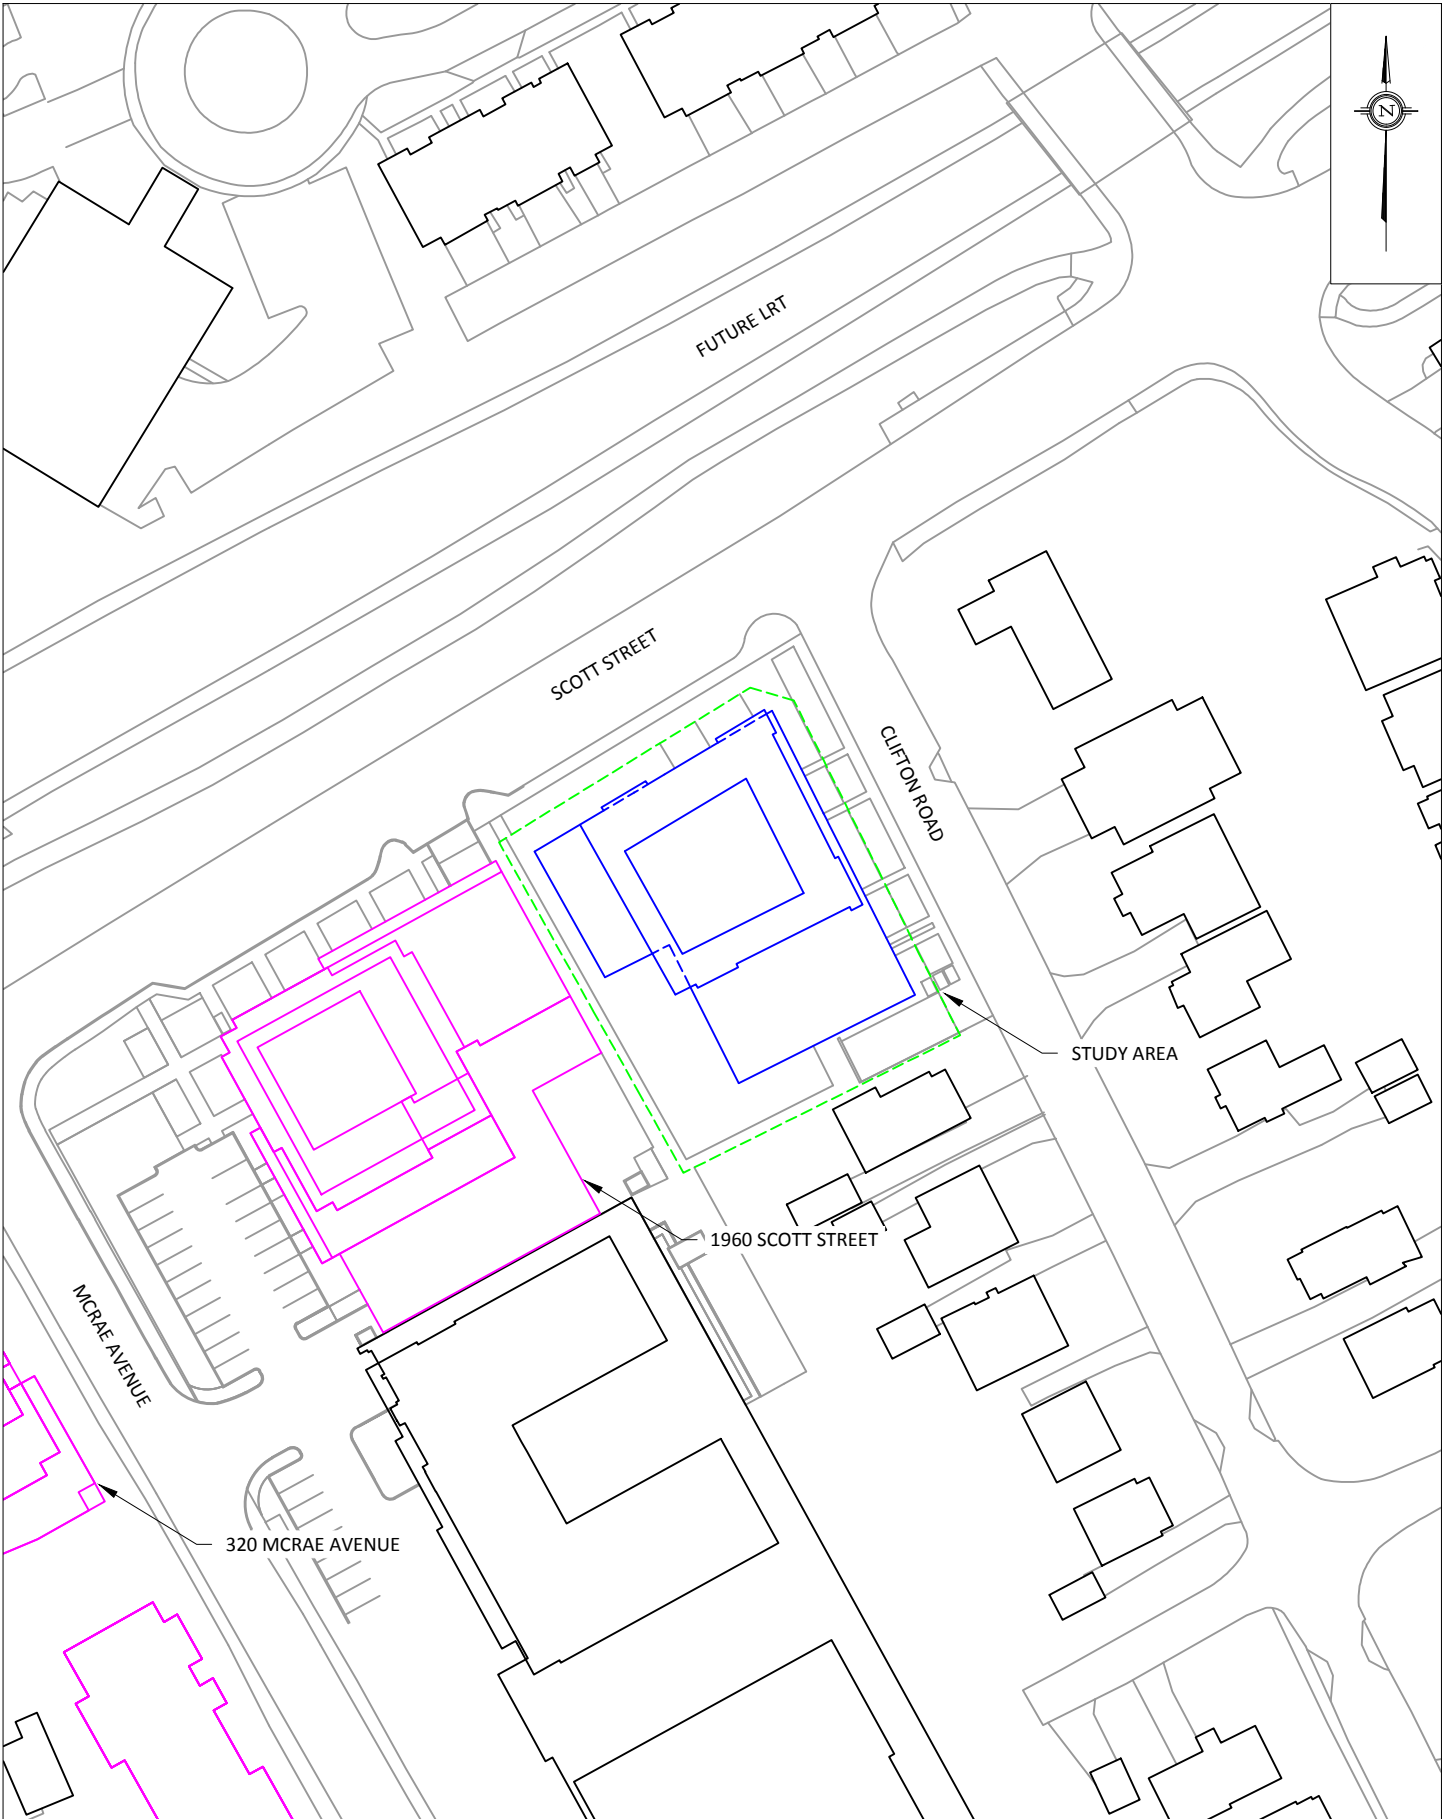 N
FUTURE LRT
SCOTT STREET
CLIFTON ROAD
STUDY AREA
1960 SCOTT STREET
MCRAE AVENUE
320 MCRAE AVENUE